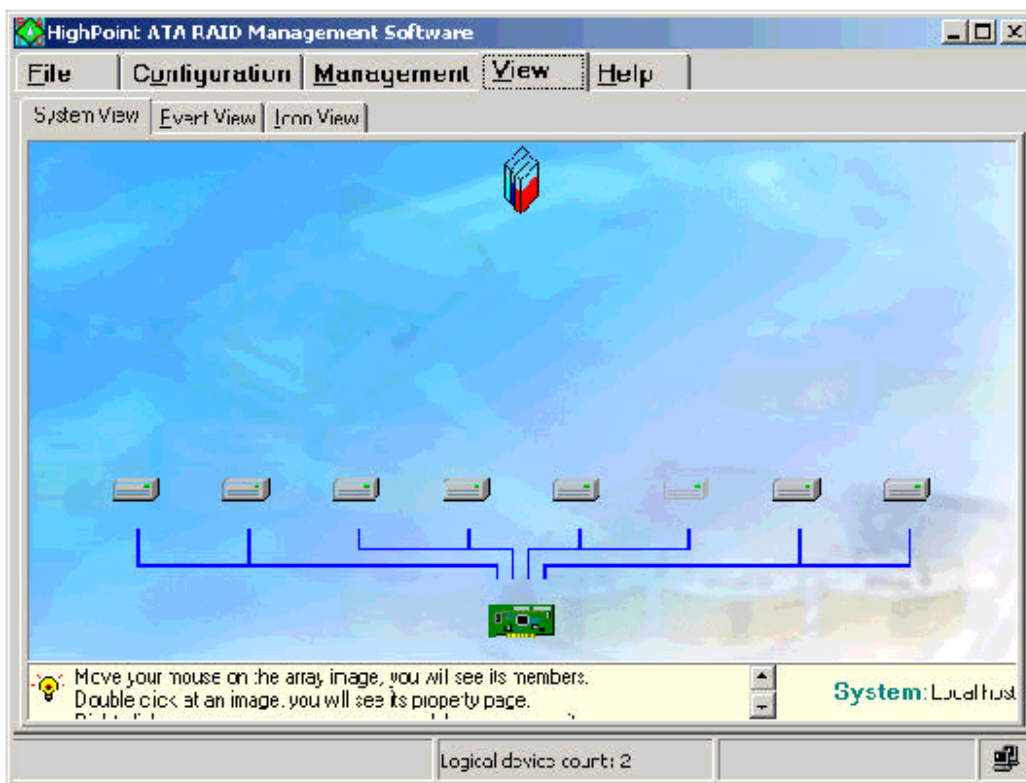 HighPoint ATA RAID Management Software
File Configuration Management View Help
System View Event View Icon View
Move your mouse on the array image, you will see its members.
Double click at an image, you will see its property page.
System: Localhost
Logical device count: 2